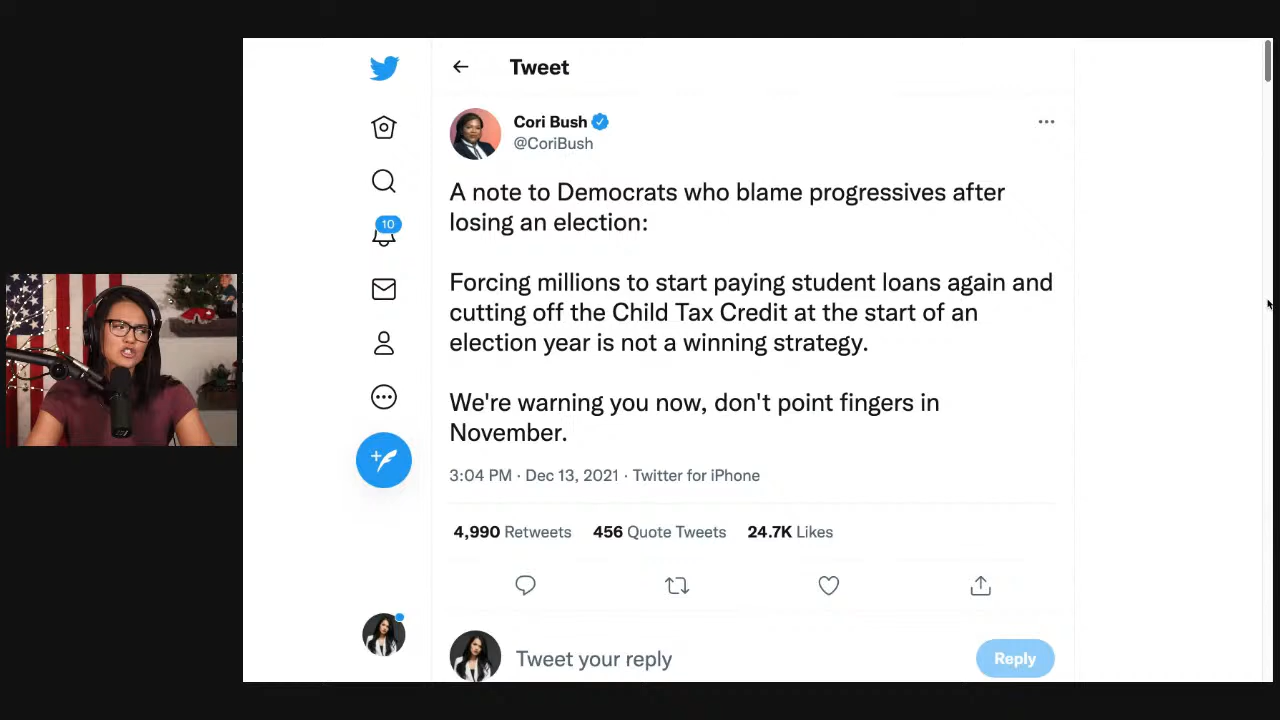 Tweet
Cori Bush
@CoriBush
A note to Democrats who blame progressives after
losing an election:
Forcing millions to start paying student loans again and
cutting off the Child Tax Credit at the start of an
election year is not a winning strategy.
We're warning you now, don't point fingers in
November.
3:04 PM · Dec 13, 2021 · Twitter for iPhone
4,990 Retweets 456 Quote Tweets 24.7K Likes
Tweet your reply
Reply
10